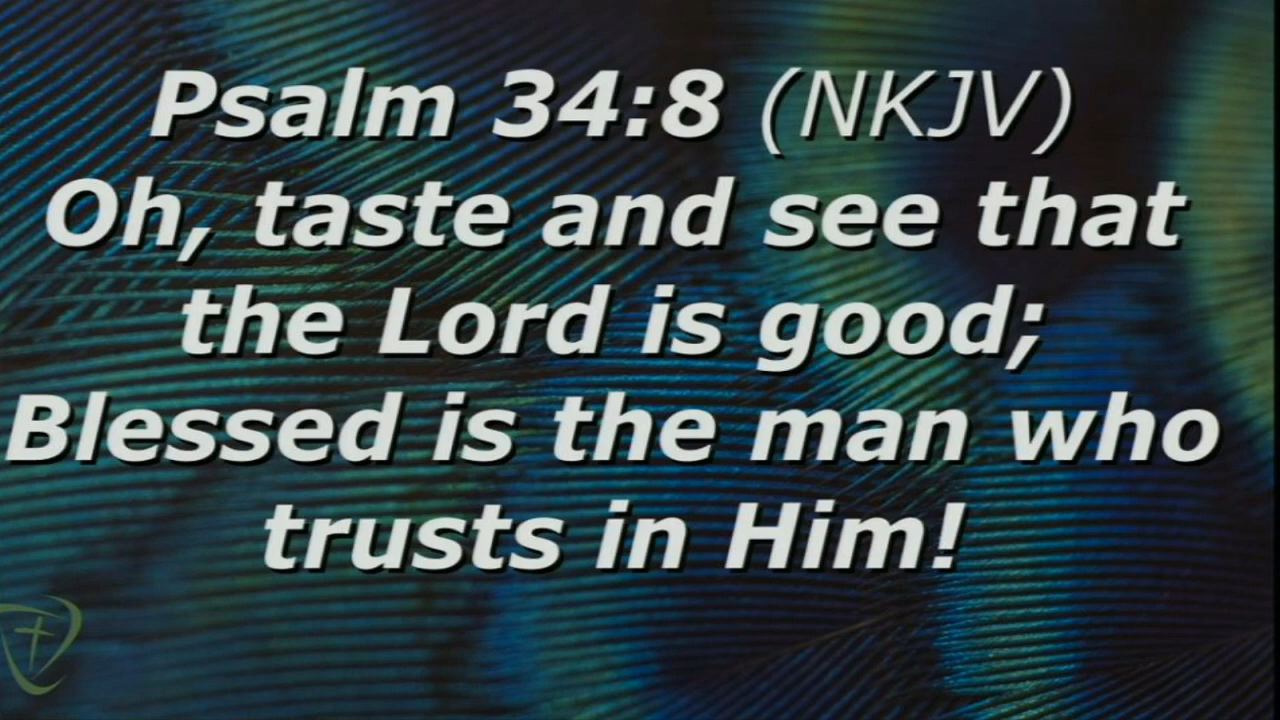 Psalm 34:8 (NKJV)
Oh, taste and see that
the Lord is good;
Blessed is the man who
trusts in Him!